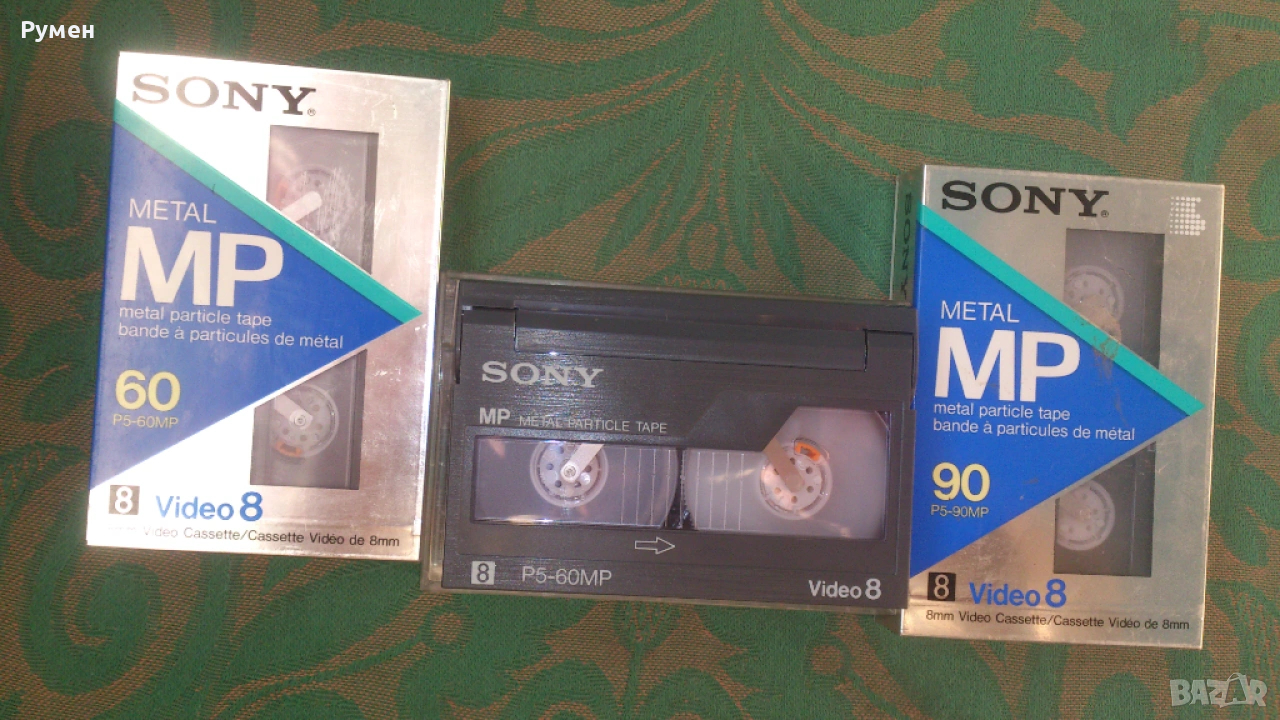 Румен
SONY
METAL
MP
metal particle tape
bande à particules de métal
60
P5-60MP
8 Video 8
Video Cassette/Cassette Vidéo de 8mm
SONY
MP METAL PARTICLE TAPE
8 P5-60MP
Video 8
SONY
SONY
METAL
MP
metal particle tape
bande à particules de métal
90
P5-90MP
8 Video 8
8mm Video Cassette/Cassette Vidéo de 8mm
BAZAR